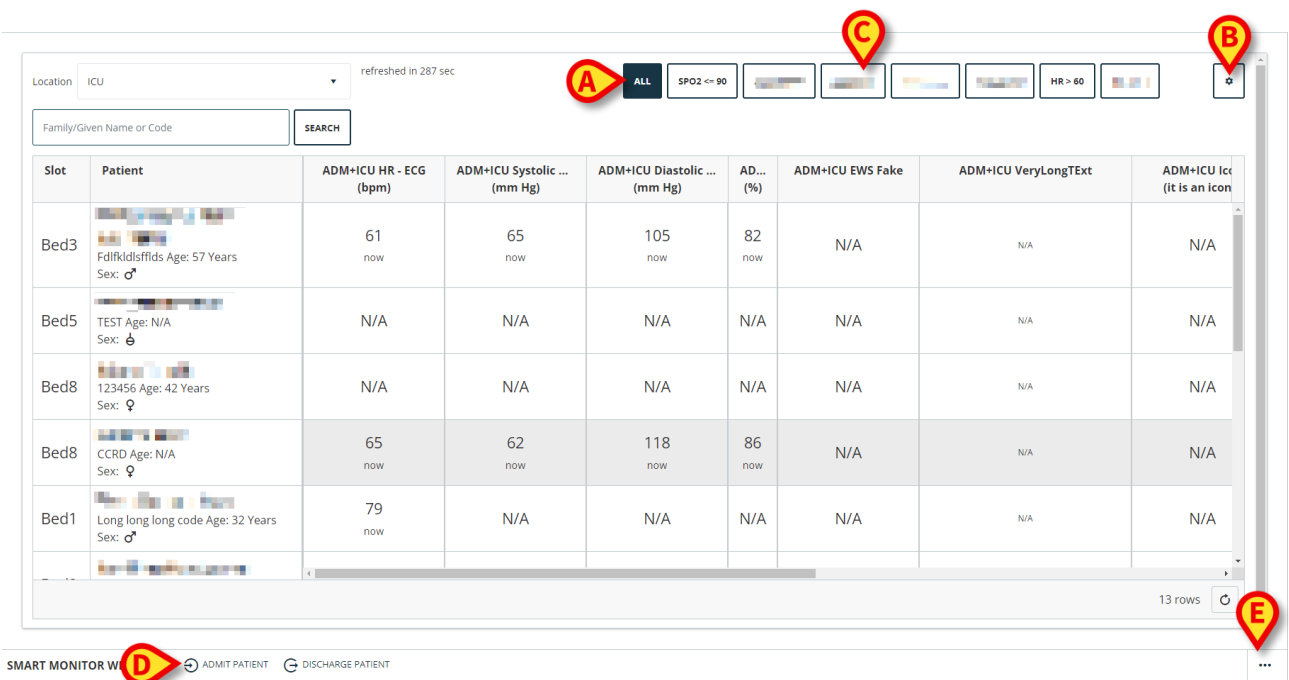 C
B
Location ICU refreshed in 287 sec
A ALL SPO2 <= 90 HR > 60
Family/Given Name or Code SEARCH
Slot Patient ADM+ICU HR - ECG (bpm) ADM+ICU Systolic ... (mm Hg) ADM+ICU Diastolic ... (mm Hg) AD... (%) ADM+ICU EWS Fake ADM+ICU VeryLongTExt ADM+ICU Ico (it is an icon
Bed3 61 65 105 82 N/A N/A N/A
Fdlfkldlsfflds Age: 57 Years now now now now
Sex: ♂
Bed5 TEST Age: N/A N/A N/A N/A N/A N/A N/A N/A
Sex:
Bed8 123456 Age: 42 Years N/A N/A N/A N/A N/A N/A N/A
Sex: ♀
Bed8 65 62 118 86 N/A N/A N/A
CCRD Age: N/A now now now now
Sex: ♀
Bed1 79 N/A N/A N/A N/A N/A N/A
Long long long code Age: 32 Years now
Sex: ♂
13 rows
E
SMART MONITOR D ADMIT PATIENT DISCHARGE PATIENT ...